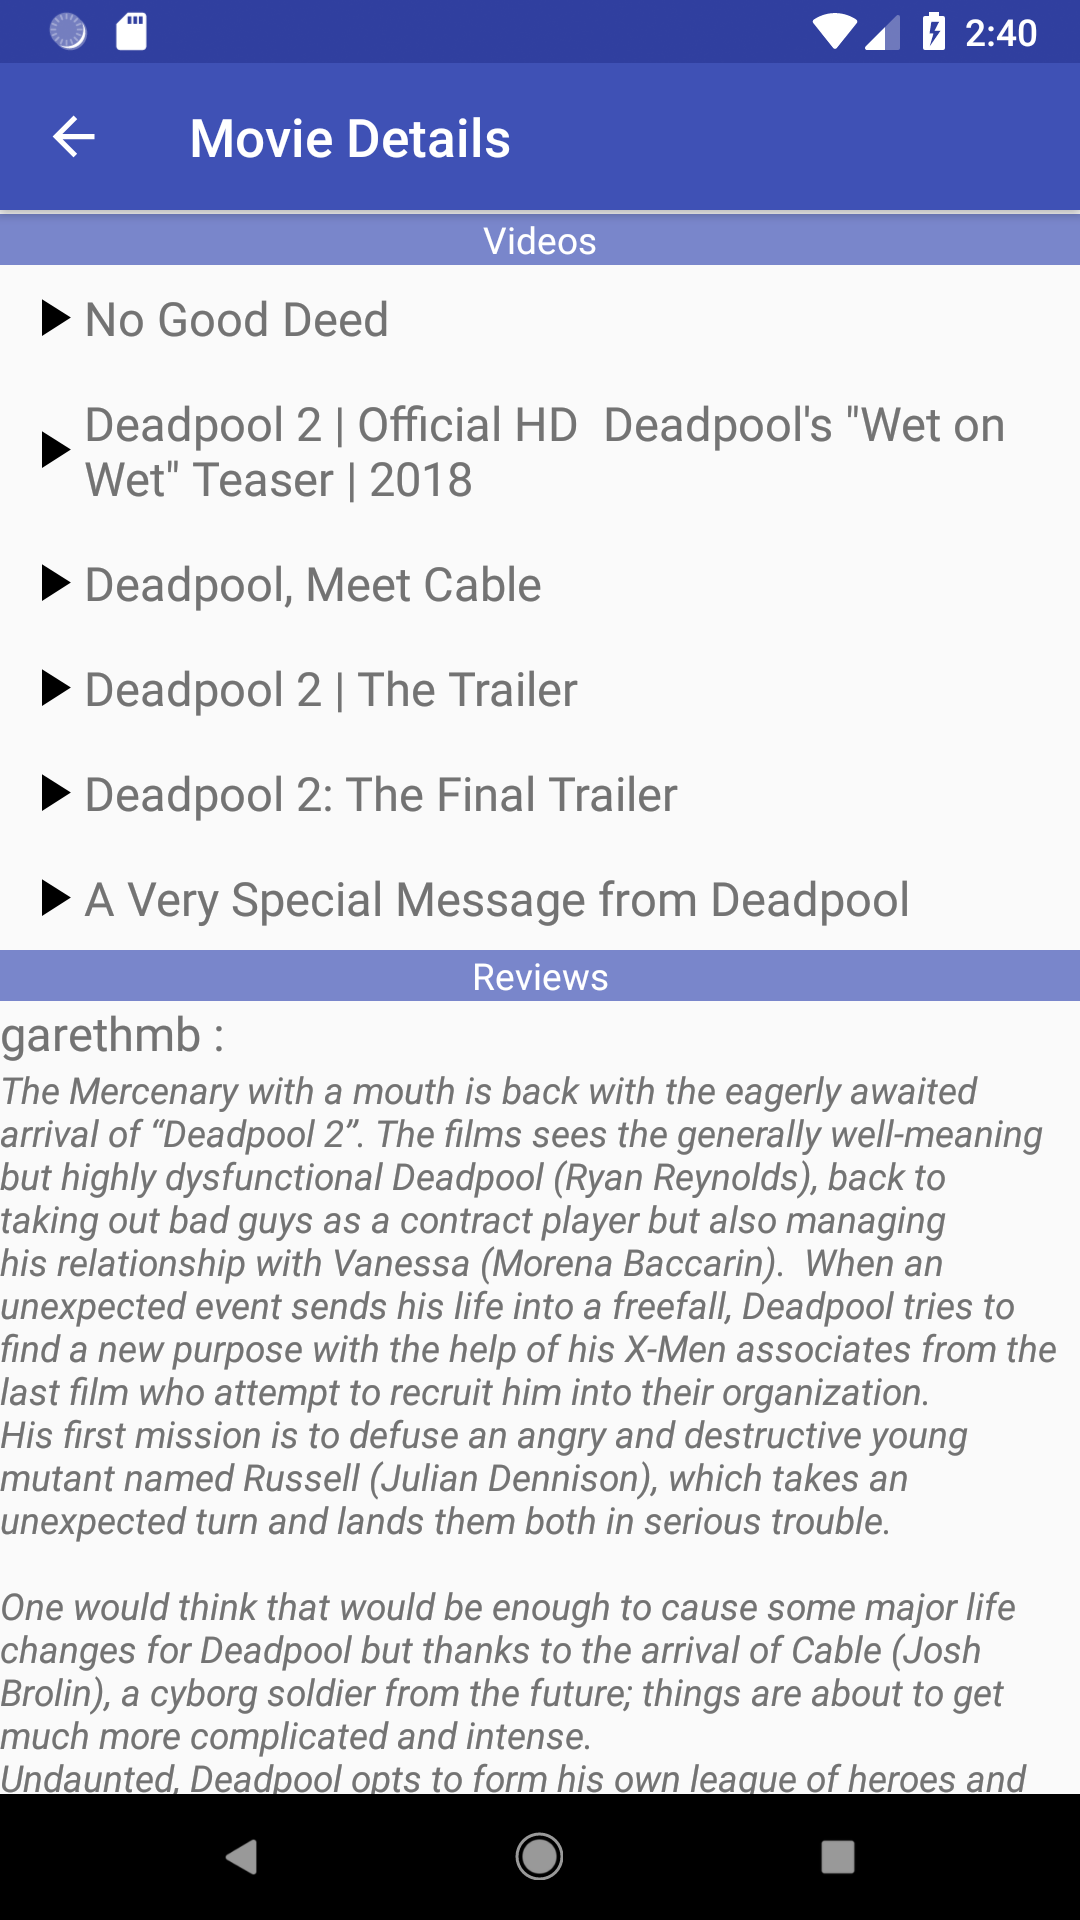 2:40
Movie Details
Videos
No Good Deed
Deadpool 2 | Official HD  Deadpool's "Wet on
Wet" Teaser | 2018
Deadpool, Meet Cable
Deadpool 2 | The Trailer
Deadpool 2: The Final Trailer
A Very Special Message from Deadpool
Reviews
garethmb :
The Mercenary with a mouth is back with the eagerly awaited
arrival of “Deadpool 2”. The films sees the generally well-meaning
but highly dysfunctional Deadpool (Ryan Reynolds), back to
taking out bad guys as a contract player but also managing
his relationship with Vanessa (Morena Baccarin).  When an
unexpected event sends his life into a freefall, Deadpool tries to
find a new purpose with the help of his X-Men associates from the
last film who attempt to recruit him into their organization.
His first mission is to defuse an angry and destructive young
mutant named Russell (Julian Dennison), which takes an
unexpected turn and lands them both in serious trouble.
One would think that would be enough to cause some major life
changes for Deadpool but thanks to the arrival of Cable (Josh
Brolin), a cyborg soldier from the future; things are about to get
much more complicated and intense.
Undaunted, Deadpool opts to form his own league of heroes and